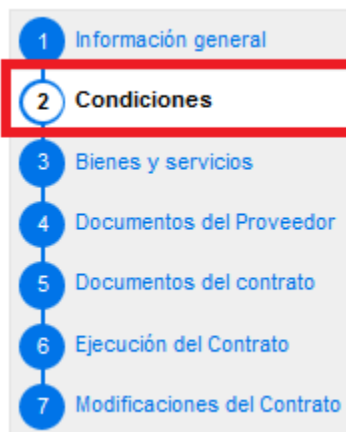 1 Información general
2 Condiciones
3 Bienes y servicios
4 Documentos del Proveedor
5 Documentos del contrato
6 Ejecución del Contrato
7 Modificaciones del Contrato